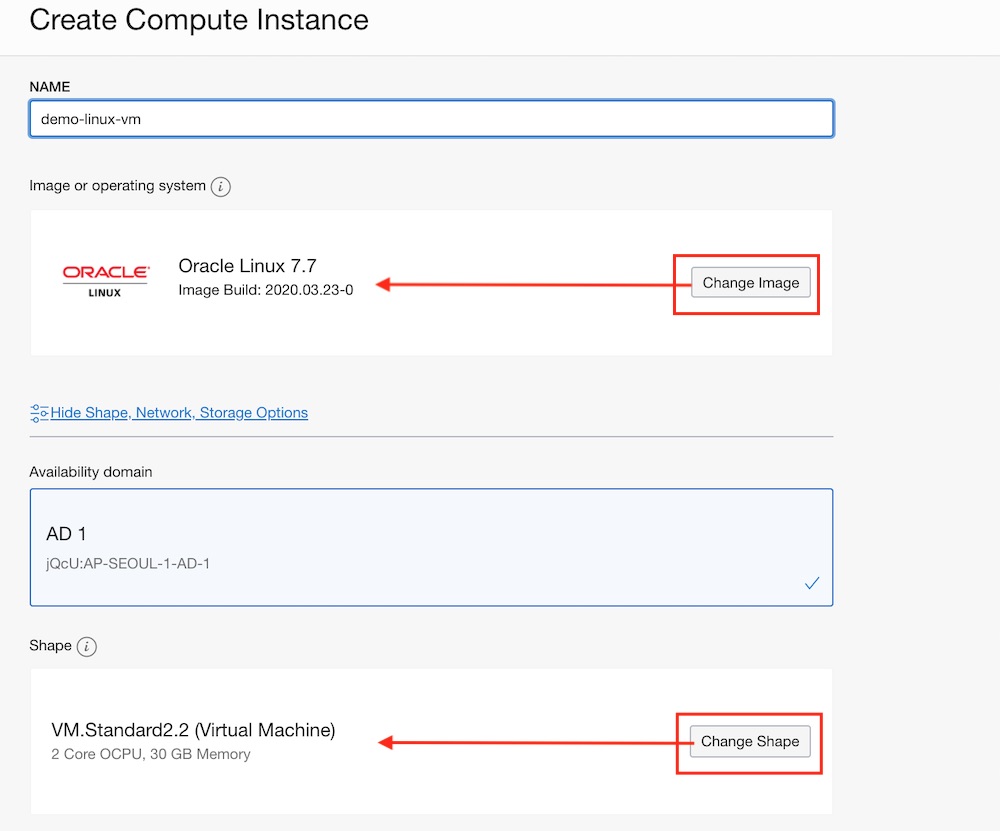 Create Compute Instance
NAME
demo-linux-vm
Image or operating system i
ORACLE
LINUX
Oracle Linux 7.7
Image Build: 2020.03.23-0
Change Image
Hide Shape, Network, Storage Options
Availability domain
AD 1
jQcU:AP-SEOUL-1-AD-1
Shape i
VM.Standard2.2 (Virtual Machine)
2 Core OCPU, 30 GB Memory
Change Shape